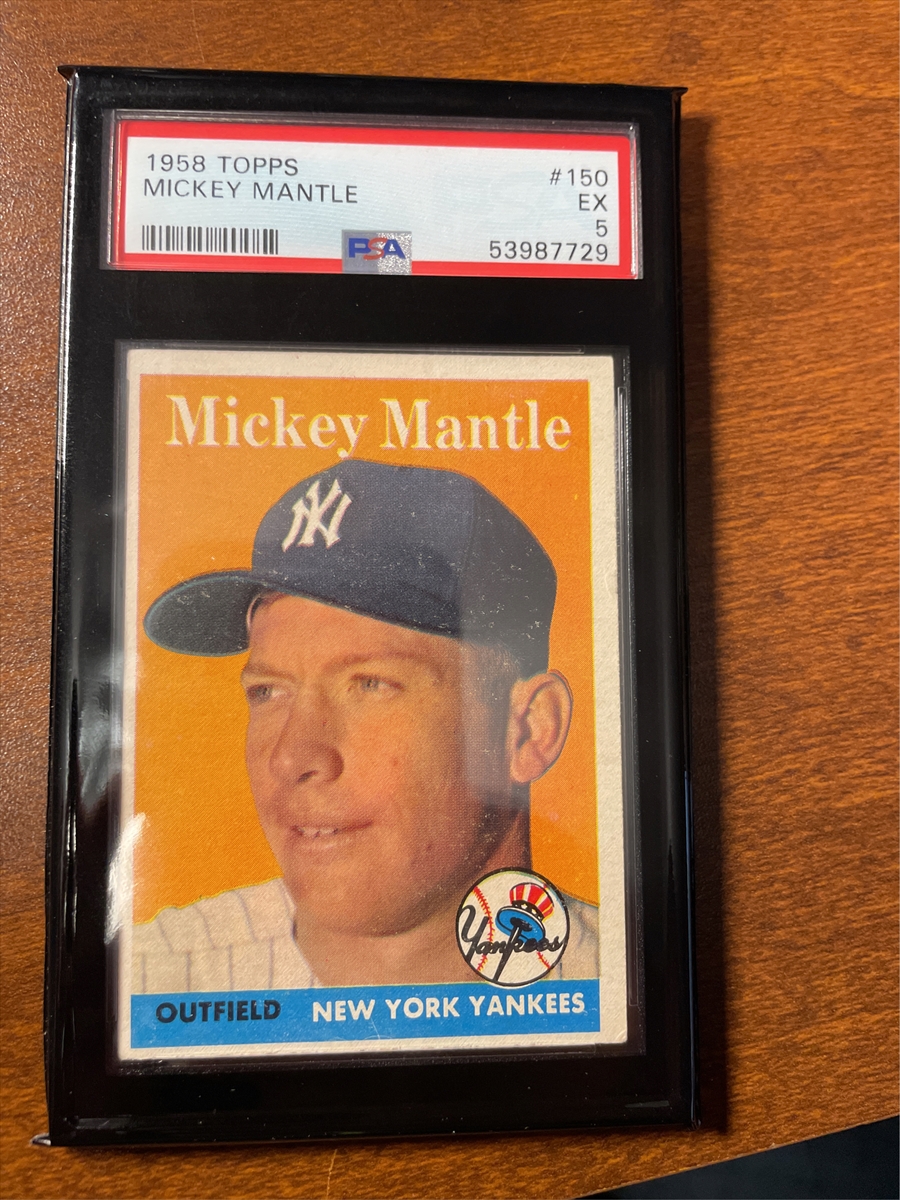 1958 TOPPS
MICKEY MANTLE
#150
EX
5
PSA
53987729
Mickey Mantle
NY
Yankees
OUTFIELD NEW YORK YANKEES